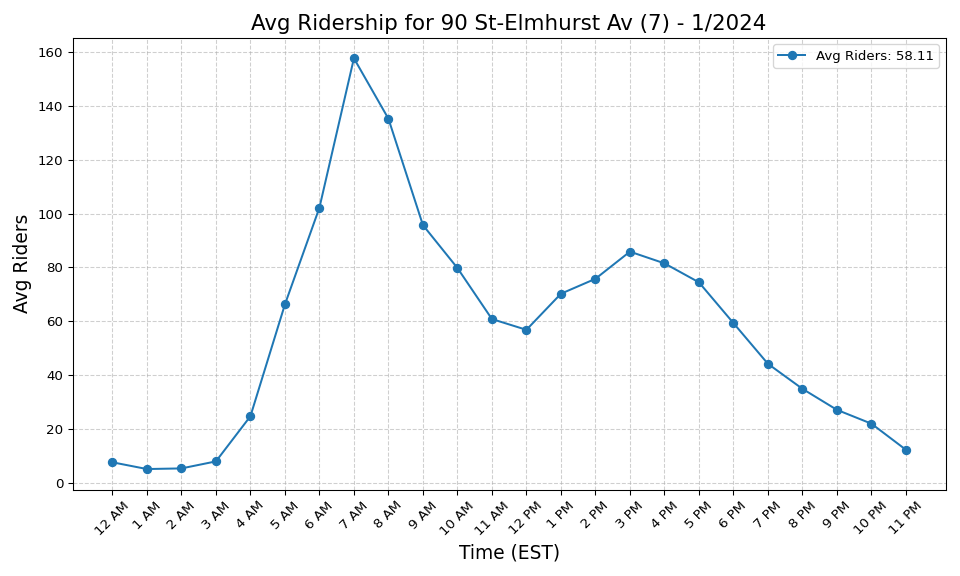 Avg Ridership for 90 St-Elmhurst Av (7) - 1/2024
Avg Riders: 58.11
Avg Riders
160
140
120
100
80
60
40
20
0
12 AM
1 AM
2 AM
3 AM
4 AM
5 AM
6 AM
7 AM
8 AM
9 AM
10 AM
11 AM
12 PM
1 PM
2 PM
3 PM
4 PM
5 PM
6 PM
7 PM
8 PM
9 PM
10 PM
11 PM
Time (EST)